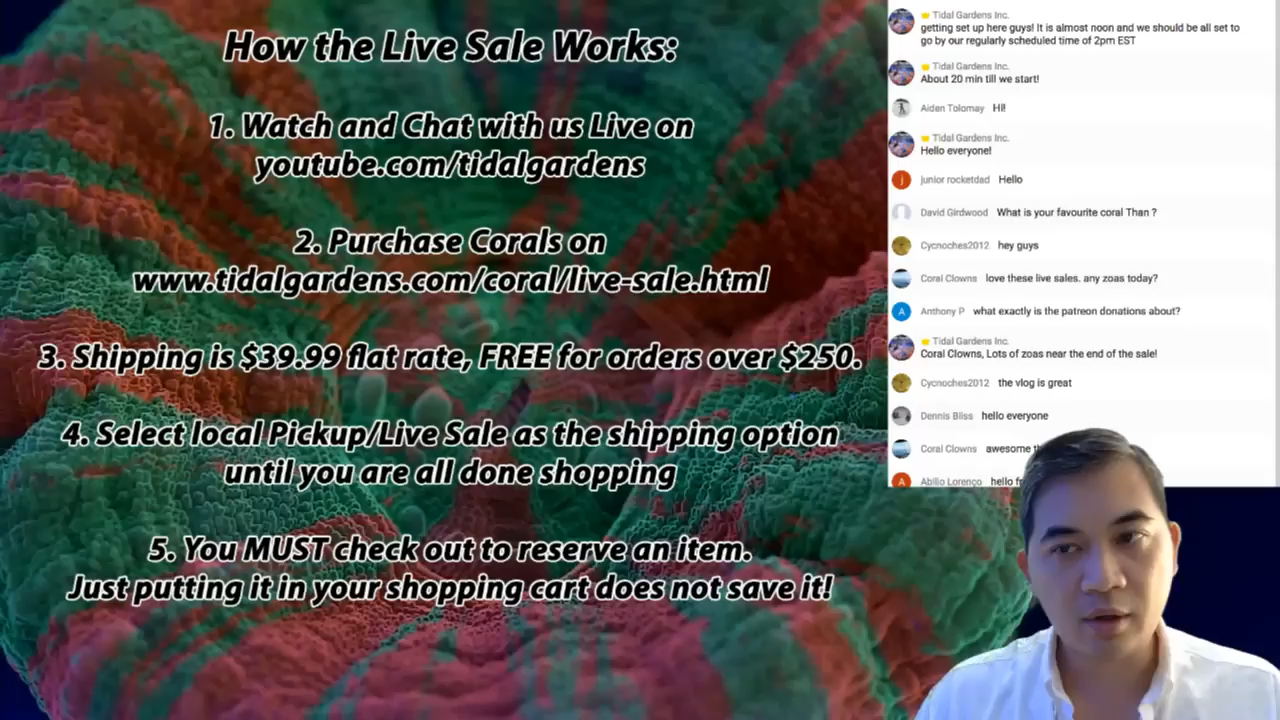 How the Live Sale Works:
1. Watch and Chat with us Live on
youtube.com/tidalgardens
2. Purchase Corals on
www.tidalgardens.com/coral/live-sale.html
3. Shipping is $39.99 flat rate, FREE for orders over $250.
4. Select local Pickup/Live Sale as the shipping option
until you are all done shopping
5. You MUST check out to reserve an item.
Just putting it in your shopping cart does not save it!
Tidal Gardens Inc.
getting set up here guys! It is almost noon and we should be all set to
go by our regularly scheduled time of 2pm EST
Tidal Gardens Inc.
About 20 min till we start!
Aiden Tolomay HI!
Tidal Gardens Inc.
Hello everyone!
j
junior rocketdad Hello
David Girdwood What is your favourite coral Than ?
Cycnoches2012 hey guys
Coral Clowns love these live sales. any zoas today?
A
Anthony P what exactly is the patreon donations about?
Tidal Gardens Inc.
Coral Clowns, Lots of zoas near the end of the sale!
Cycnoches2012 the vlog is great
Dennis Bliss hello everyone
Coral Clowns awesome
A
Abilio Lorenço hello